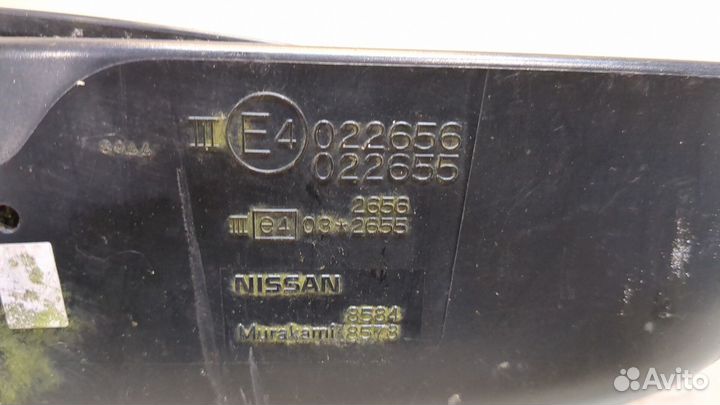 III E4 022656
022655
2656
III e4 03*2655
NISSAN
8584
Murakami 8573
Avito